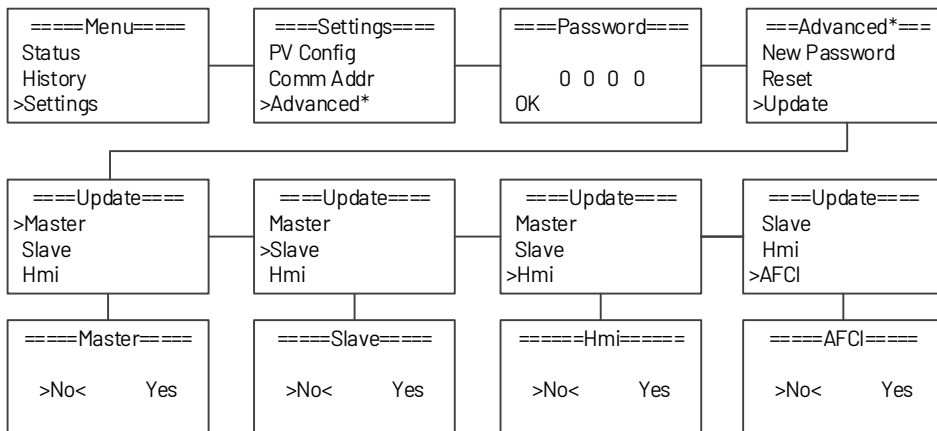 =====Menu=====
Status
History
>Settings
====Settings====
PV Config
Comm Addr
>Advanced*
====Password====
0 0 0 0
OK
===Advanced*===
New Password
Reset
>Update
====Update====
>Master
Slave
Hmi
====Update====
Master
>Slave
Hmi
====Update====
Master
Slave
>Hmi
====Update====
Slave
Hmi
>AFCI
=====Master=====
>No< Yes
=====Slave=====
>No< Yes
======Hmi======
>No< Yes
=====AFCI=====
>No< Yes